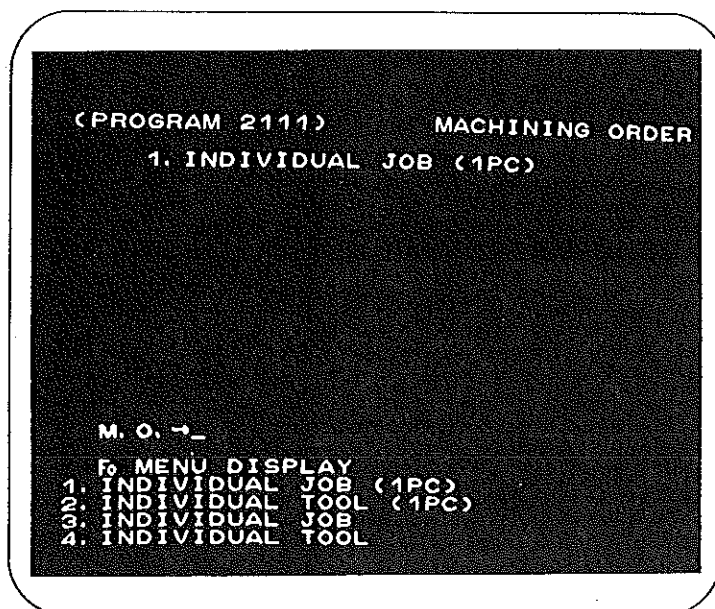 (PROGRAM 2111) MACHINING ORDER
1. INDIVIDUAL JOB (1PC)
M. O. →_
F0 MENU DISPLAY
1. INDIVIDUAL JOB (1PC)
2. INDIVIDUAL TOOL (1PC)
3. INDIVIDUAL JOB
4. INDIVIDUAL TOOL